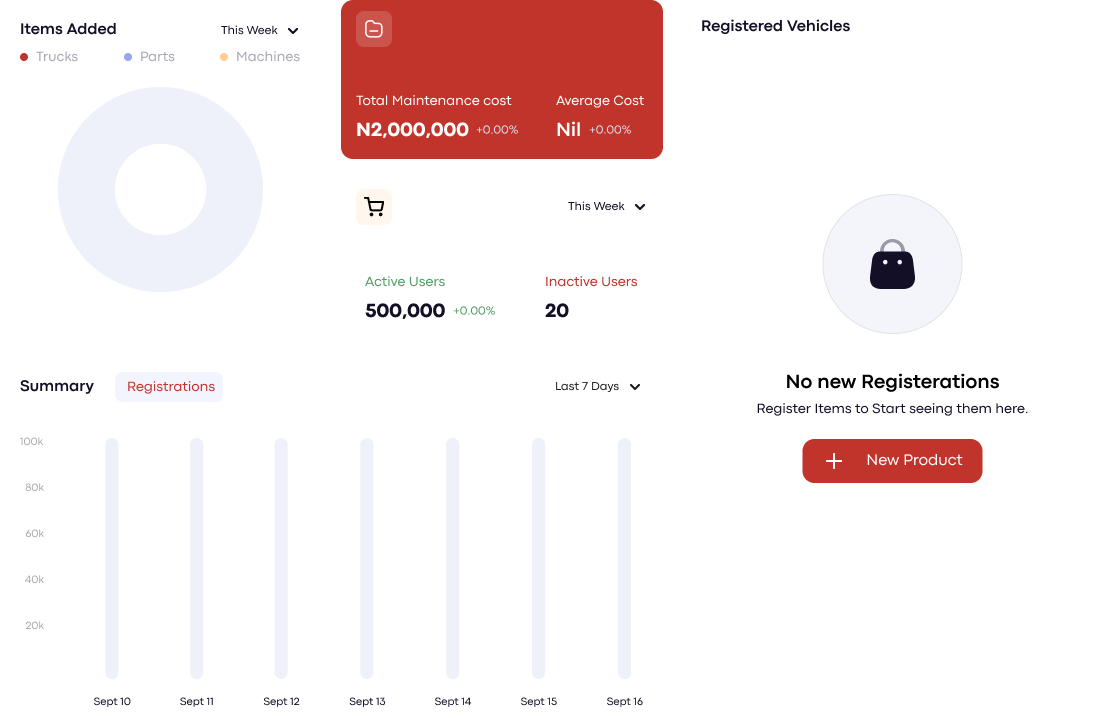 Items Added
This Week
Trucks
Parts
Machines
Total Maintenance cost
N2,000,000 +0.00%
Average Cost
Nil +0.00%
This Week
Active Users
500,000 +0.00%
Inactive Users
20
Summary
Registrations
Last 7 Days
100k
80k
60k
40k
20k
Sept 10
Sept 11
Sept 12
Sept 13
Sept 14
Sept 15
Sept 16
Registered Vehicles
No new Registerations
Register Items to Start seeing them here.
New Product